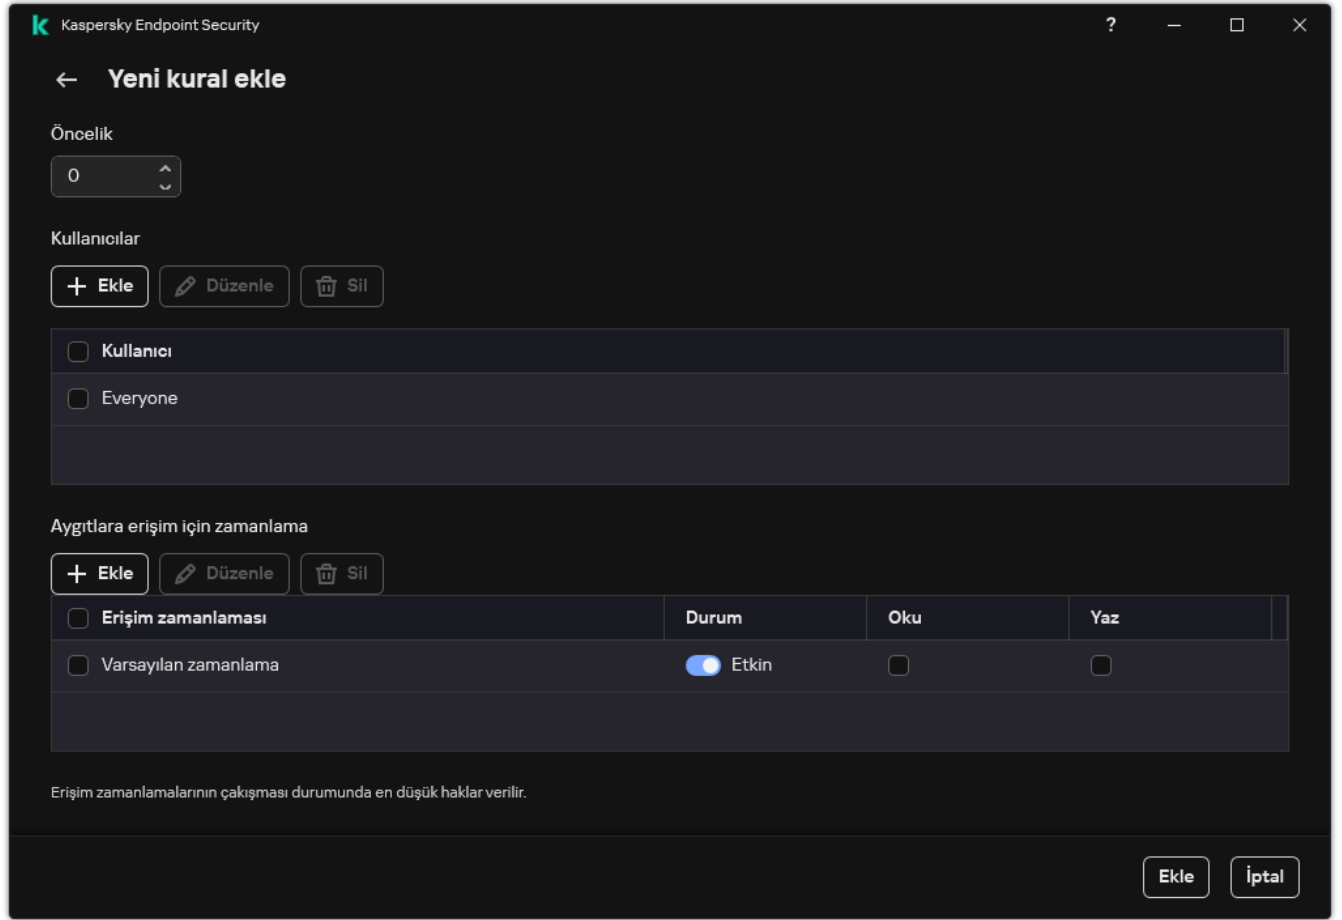 Kaspersky Endpoint Security ?
Yeni kural ekle
Öncelik
0
Kullanıcılar
Ekle Düzenle Sil
Kullanıcı
Everyone
Aygıtlara erişim için zamanlama
Ekle Düzenle Sil
Erişim zamanlaması Durum Oku Yaz
Varsayılan zamanlama Etkin
Erişim zamanlamalarının çakışması durumunda en düşük haklar verilir.
Ekle İptal